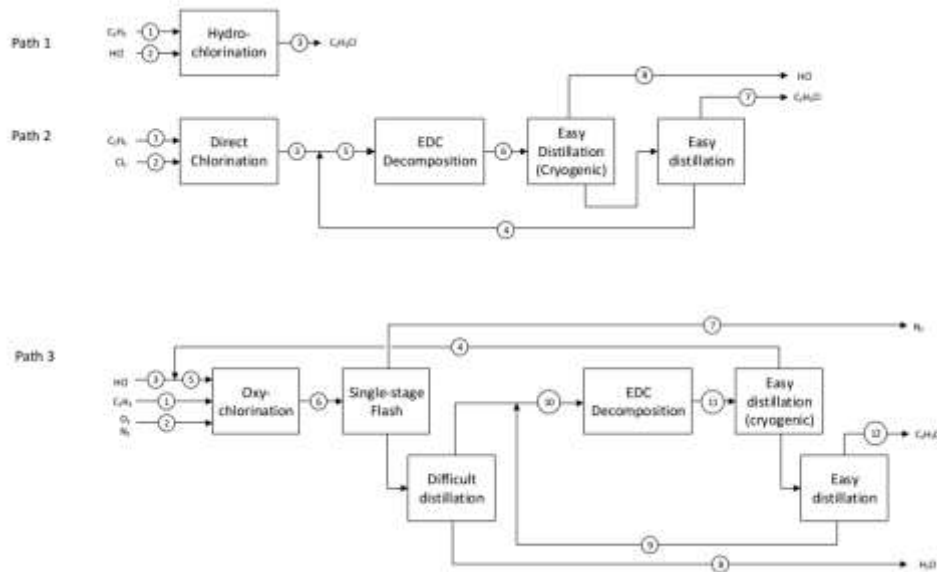 Path 1
C₂H₂
1
HCl
2
Hydro-
chlorination
3
C₂H₃Cl
Path 2
C₂H₄
1
Cl₂
2
Direct
Chlorination
3
5
EDC
Decomposition
6
Easy
Distillation
(Cryogenic)
8
HCl
Easy
distillation
7
C₂H₃Cl
4
Path 3
HCl
3
5
C₂H₄
1
O₂
N₂
2
Oxy-
chlorination
6
Single-stage
Flash
7
N₂
4
Difficult
distillation
10
EDC
Decomposition
11
Easy
distillation
(cryogenic)
12
Easy
distillation
9
8